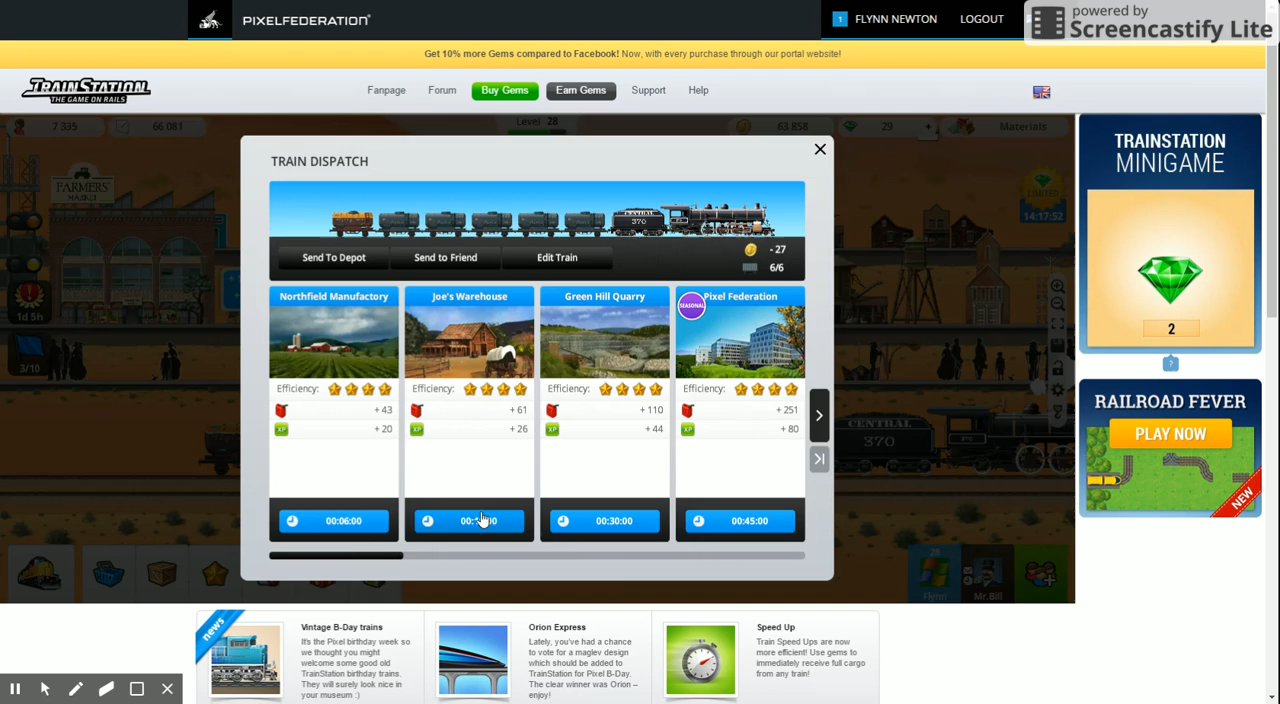 PIXELFEDERATION®
1 FLYNN NEWTON
LOGOUT
powered by
Screencastify Lite
Get 10% more Gems compared to Facebook! Now, with every purchase through our portal website!
TRAINSTATION
THE GAME ON RAILS
Fanpage
Forum
Buy Gems
Earn Gems
Support
Help
7 335
66 081
Level 28
63 858
29
+
Materials
FARMERS'
MARKET
LIMITED
14:17:52
1d 5h
3/10
TRAIN DISPATCH
CENTRAL
370
Send To Depot
Send to Friend
Edit Train
- 27
6/6
Northfield Manufactory
Efficiency:
+ 43
XP + 20
00:06:00
Joe's Warehouse
Efficiency:
+ 61
XP + 26
Green Hill Quarry
Efficiency:
+ 110
XP + 44
00:30:00
SEASONAL
Pixel Federation
Efficiency:
+ 251
XP + 80
00:45:00
CENTRAL
370
28
Flynn
Mr.Bill
TRAINSTATION
MINIGAME
2
?
RAILROAD FEVER
PLAY NOW
NEW
news
Vintage B-Day trains
It's the Pixel birthday week so
we thought you might
welcome some good old
TrainStation birthday trains.
They will surely look nice in
your museum :)
Orion Express
Lately, you've had a chance
to vote for a maglev design
which should be added to
TrainStation for Pixel B-Day.
The clear winner was Orion –
enjoy!
Speed Up
Train Speed Ups are now
more efficient! Use gems to
immediately receive full cargo
from any train!